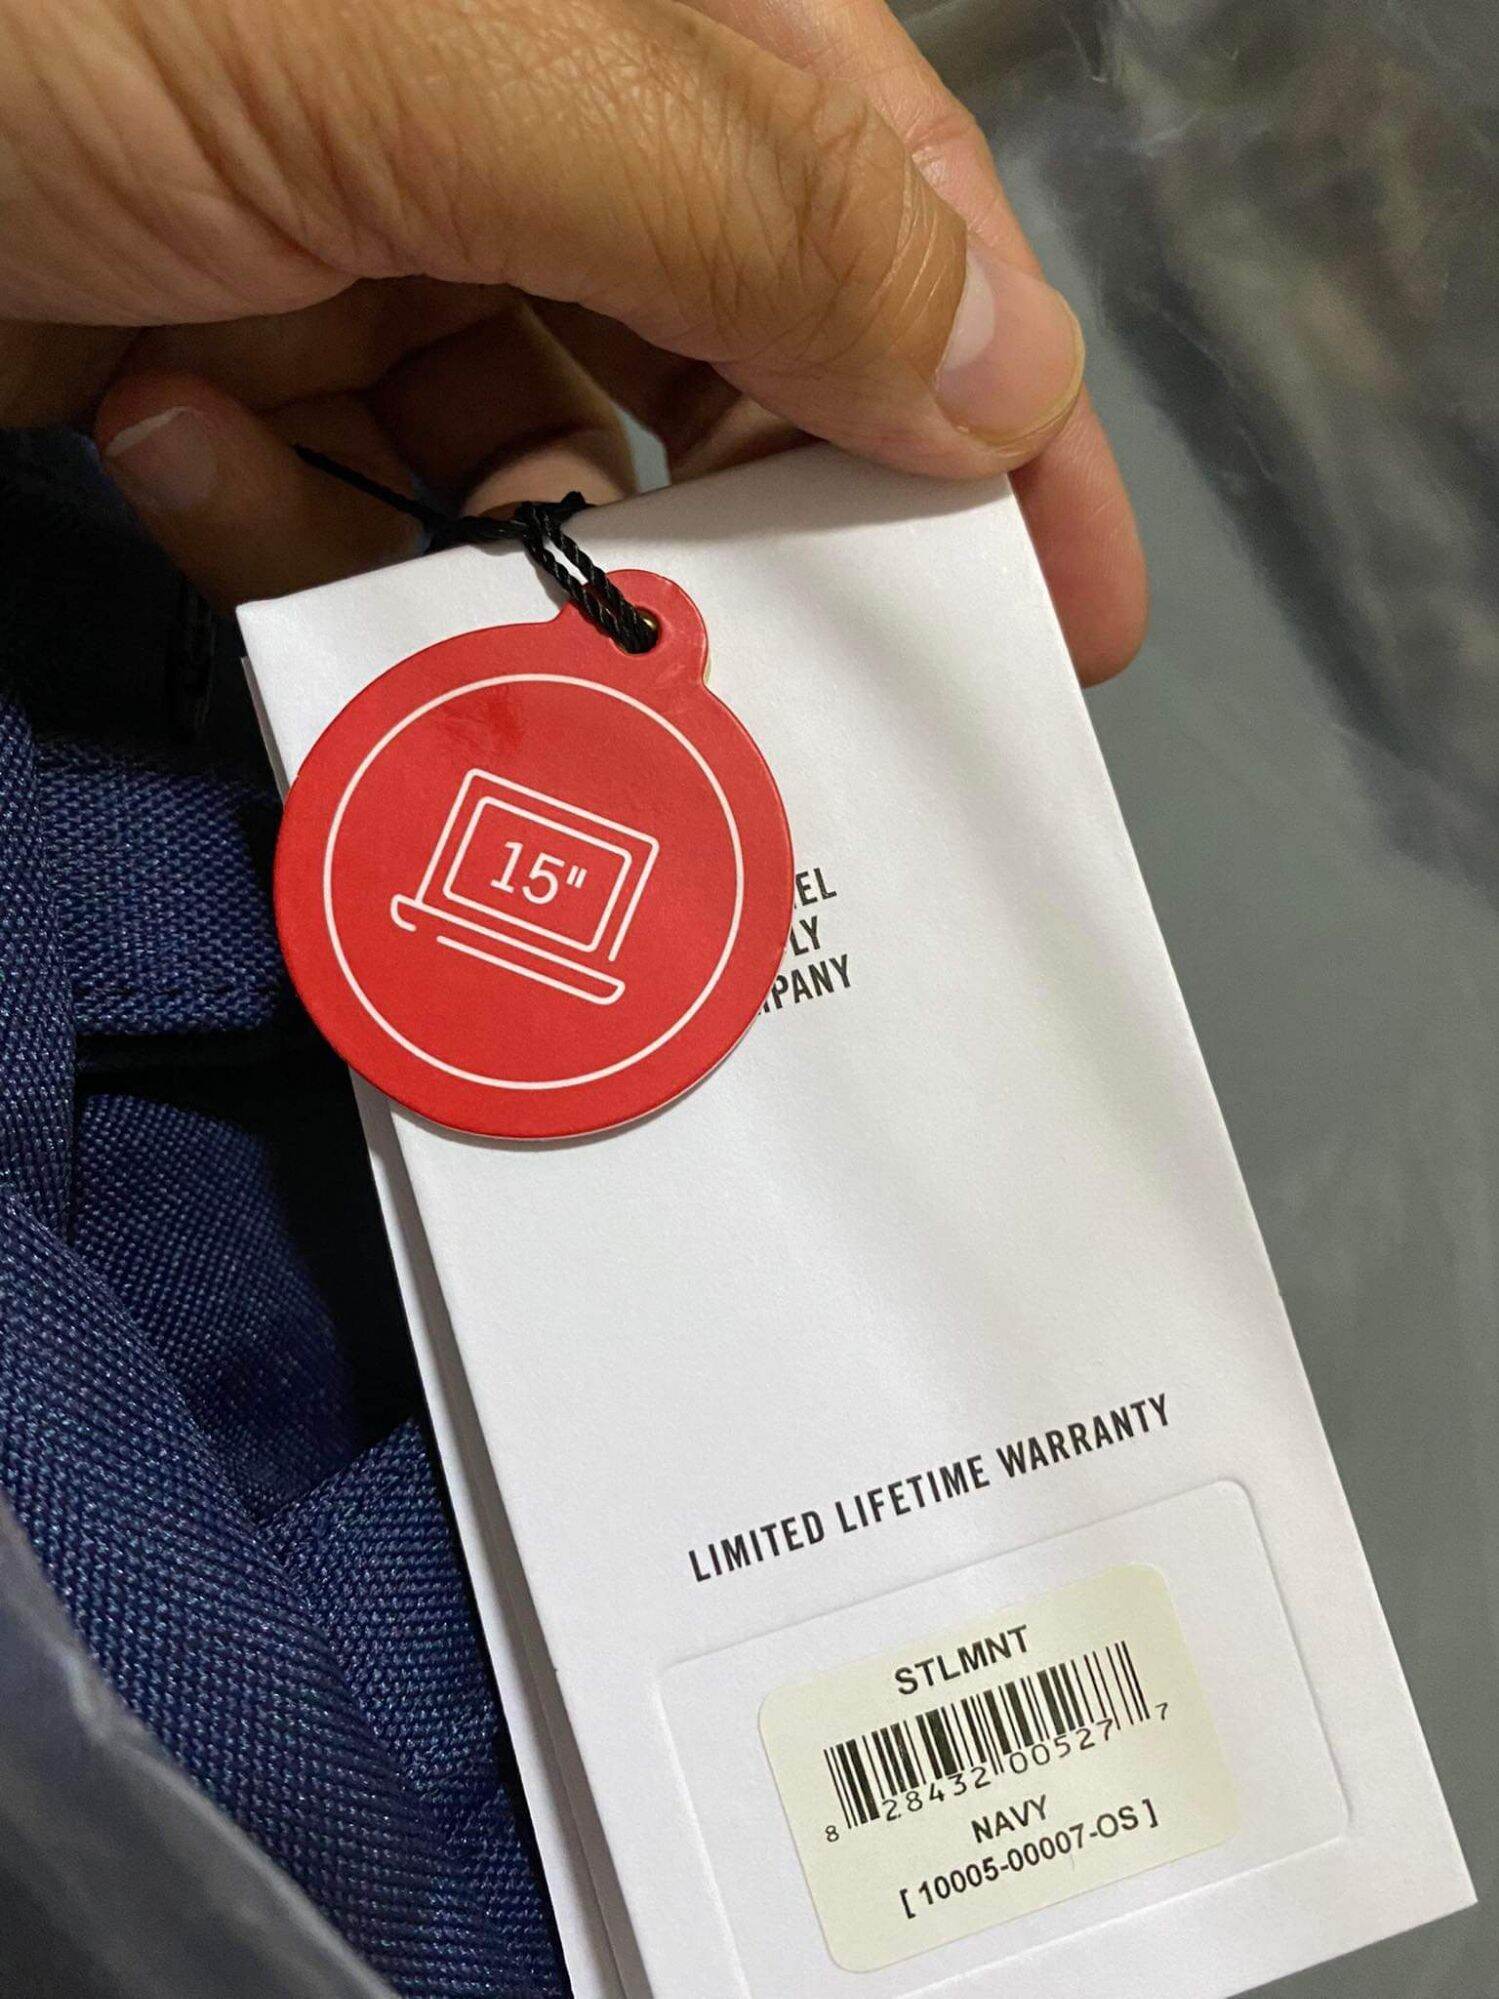 15"
EL
LY
PANY
LIMITED LIFETIME WARRANTY
STLMNT
8 28432 00527 7
NAVY
[ 10005-00007-OS ]